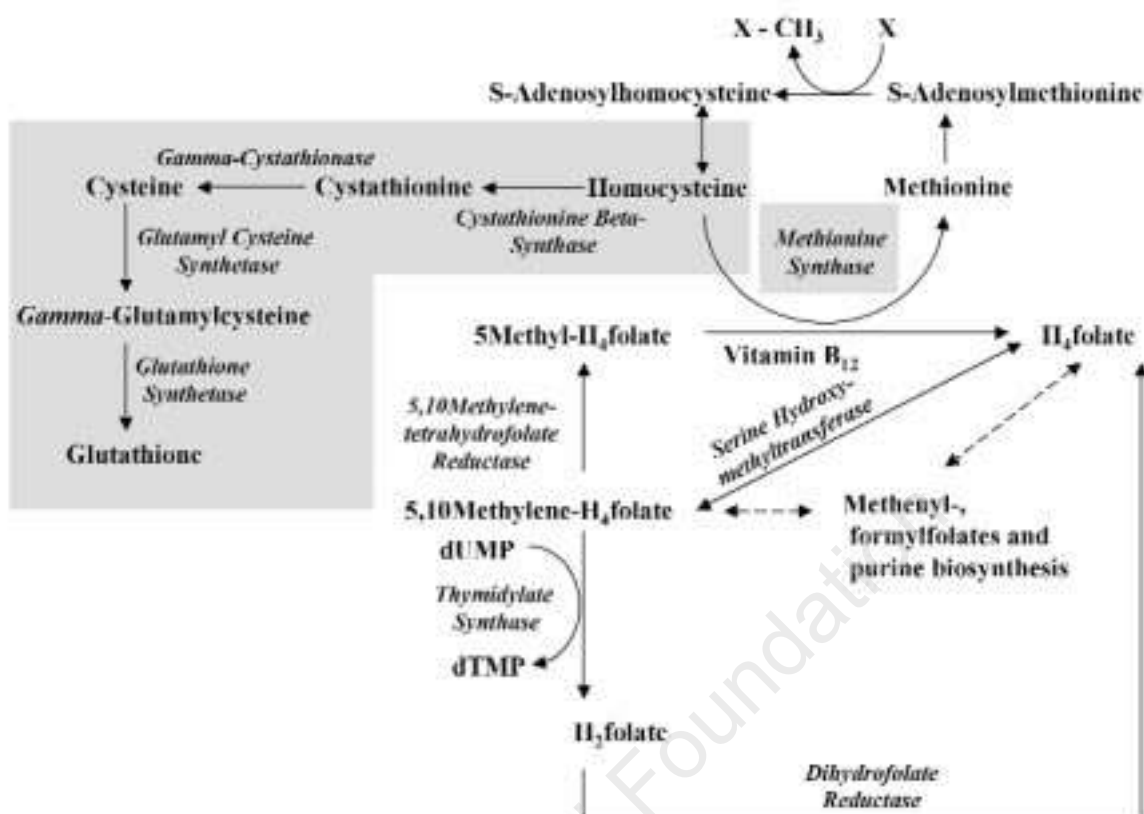 X - CH3 X
S-Adenosylhomocysteine S-Adenosylmethionine
Gamma-Cystathionase
Cysteine Cystathionine Homocysteine Methionine
Cystathionine Beta-
Synthase
Glutamyl Cysteine
Synthetase
Methionine
Synthase
Gamma-Glutamylcysteine
5Methyl-H4folate H4folate
Vitamin B12
Glutathione
Synthetase
Glutathione
5,10Methylene-
tetrahydrofolate
Reductase
Serine Hydroxy-
methyltransferase
5,10Methylene-H4folate
Methenyl-,
formylfolates and
purine biosynthesis
dUMP
Thymidylate
Synthase
dTMP
H2folate
Dihydrofolate
Reductase
Foundati